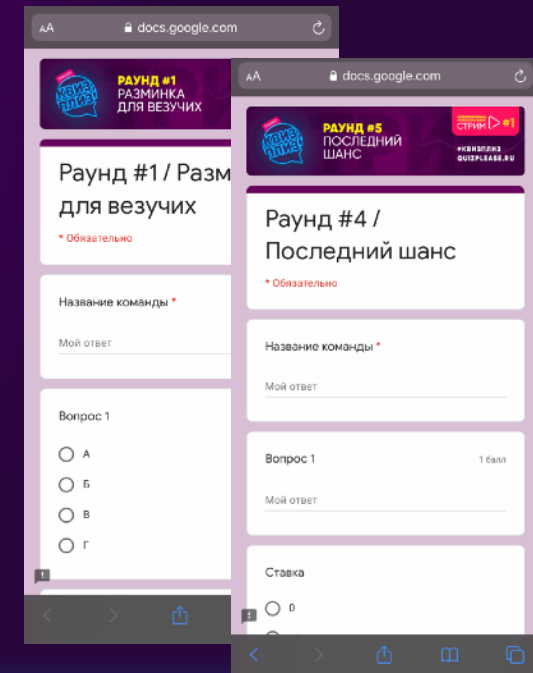 AA docs.google.com
КВИЗ
ПЛИЗ
РАУНД #1
РАЗМИНКА
ДЛЯ ВЕЗУЧИХ
Раунд #1 / Разм
для везучих
* Обязательно
Название команды *
Мой ответ
Вопрос 1
А
Б
В
Г
AA docs.google.com
РАУНД #5
ПОСЛЕДНИЙ
ШАНС
СТРИМ #1
#КВИЗПЛИЗ
QUIZPLEASE.RU
Раунд #4 /
Последний шанс
* Обязательно
Название команды *
Мой ответ
Вопрос 1 1 балл
Мой ответ
Ставка